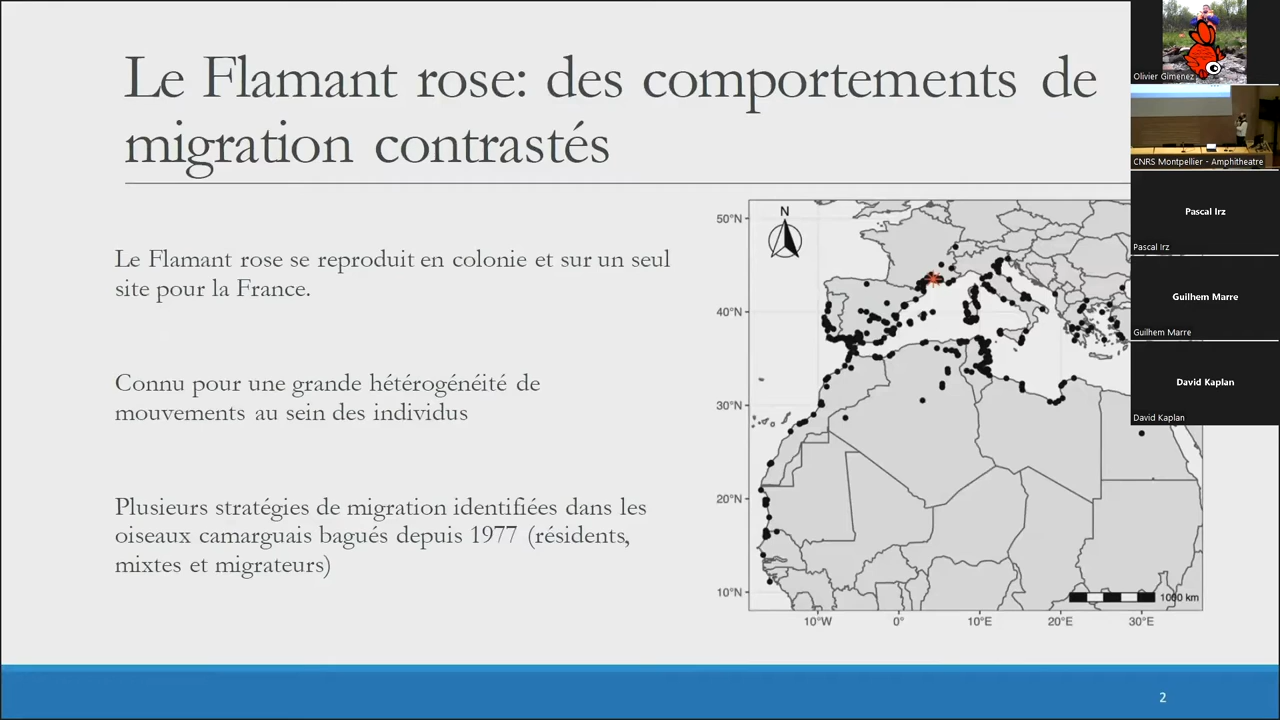 Le Flamant rose: des comportements de
migration contrastés
Le Flamant rose se reproduit en colonie et sur un seul
site pour la France.
Connu pour une grande hétérogénéité de
mouvements au sein des individus
Plusieurs stratégies de migration identifiées dans les
oiseaux camarguais bagués depuis 1977 (résidents,
mixtes et migrateurs)
N
50°N
40°N
30°N
20°N
10°N
10°W
0°
10°E
20°E
30°E
1000 km
Olivier Gimenez
CNRS Montpellier - Amphitheatre
Pascal Irz
Pascal Irz
Guilhem Marre
Guilhem Marre
David Kaplan
David Kaplan
2